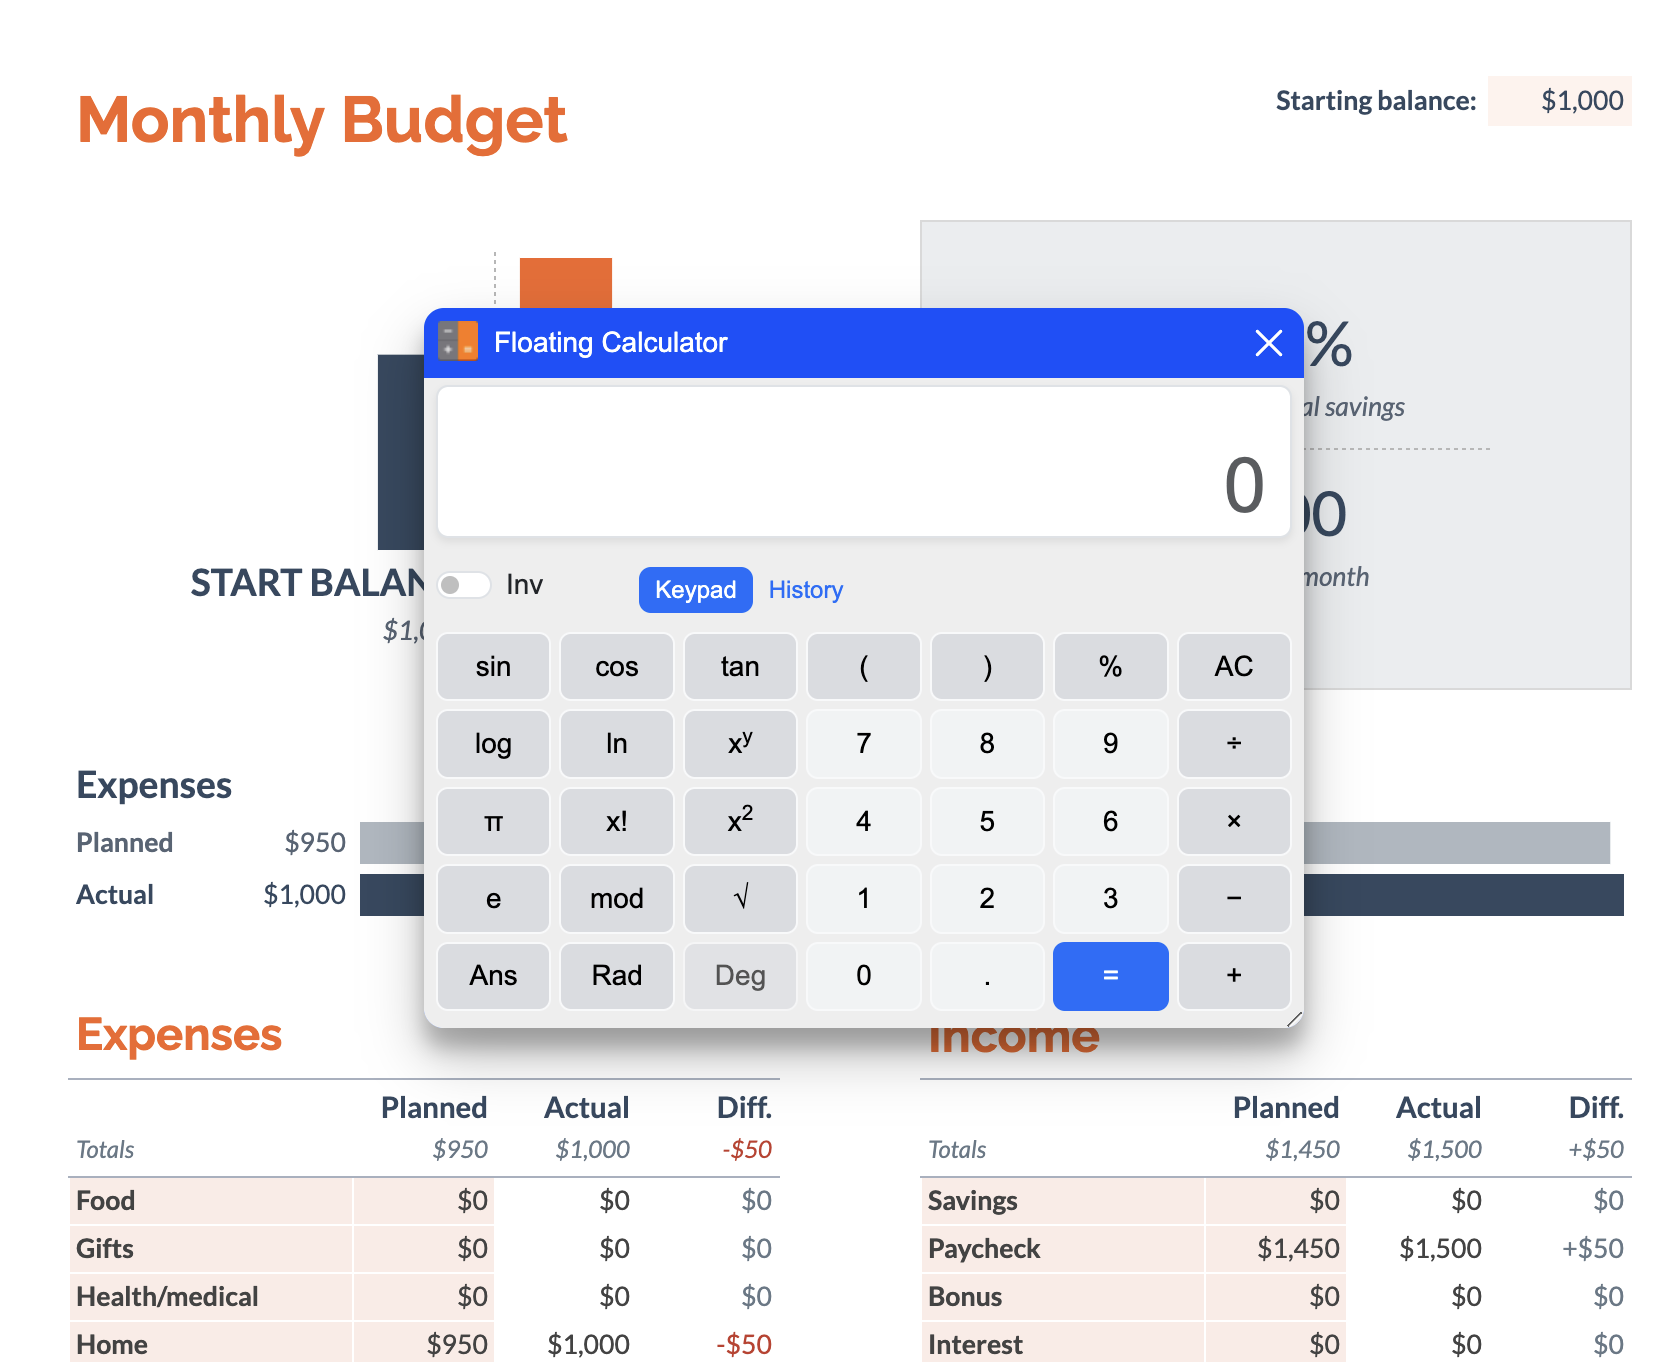 Monthly Budget
Starting balance: $1,000
%
al savings
00
month
START BALAN
$1,0
Floating Calculator
0
Inv
Keypad
History
sin cos tan ( ) % AC
log ln xʸ 7 8 9 ÷
π x! x² 4 5 6 ×
e mod √ 1 2 3 −
Ans Rad Deg 0 . = +
Expenses
Planned $950
Actual $1,000
Expenses
Planned Actual Diff.
Totals $950 $1,000 -$50
Food $0 $0 $0
Gifts $0 $0 $0
Health/medical $0 $0 $0
Home $950 $1,000 -$50
Income
Planned Actual Diff.
Totals $1,450 $1,500 +$50
Savings $0 $0 $0
Paycheck $1,450 $1,500 +$50
Bonus $0 $0 $0
Interest $0 $0 $0